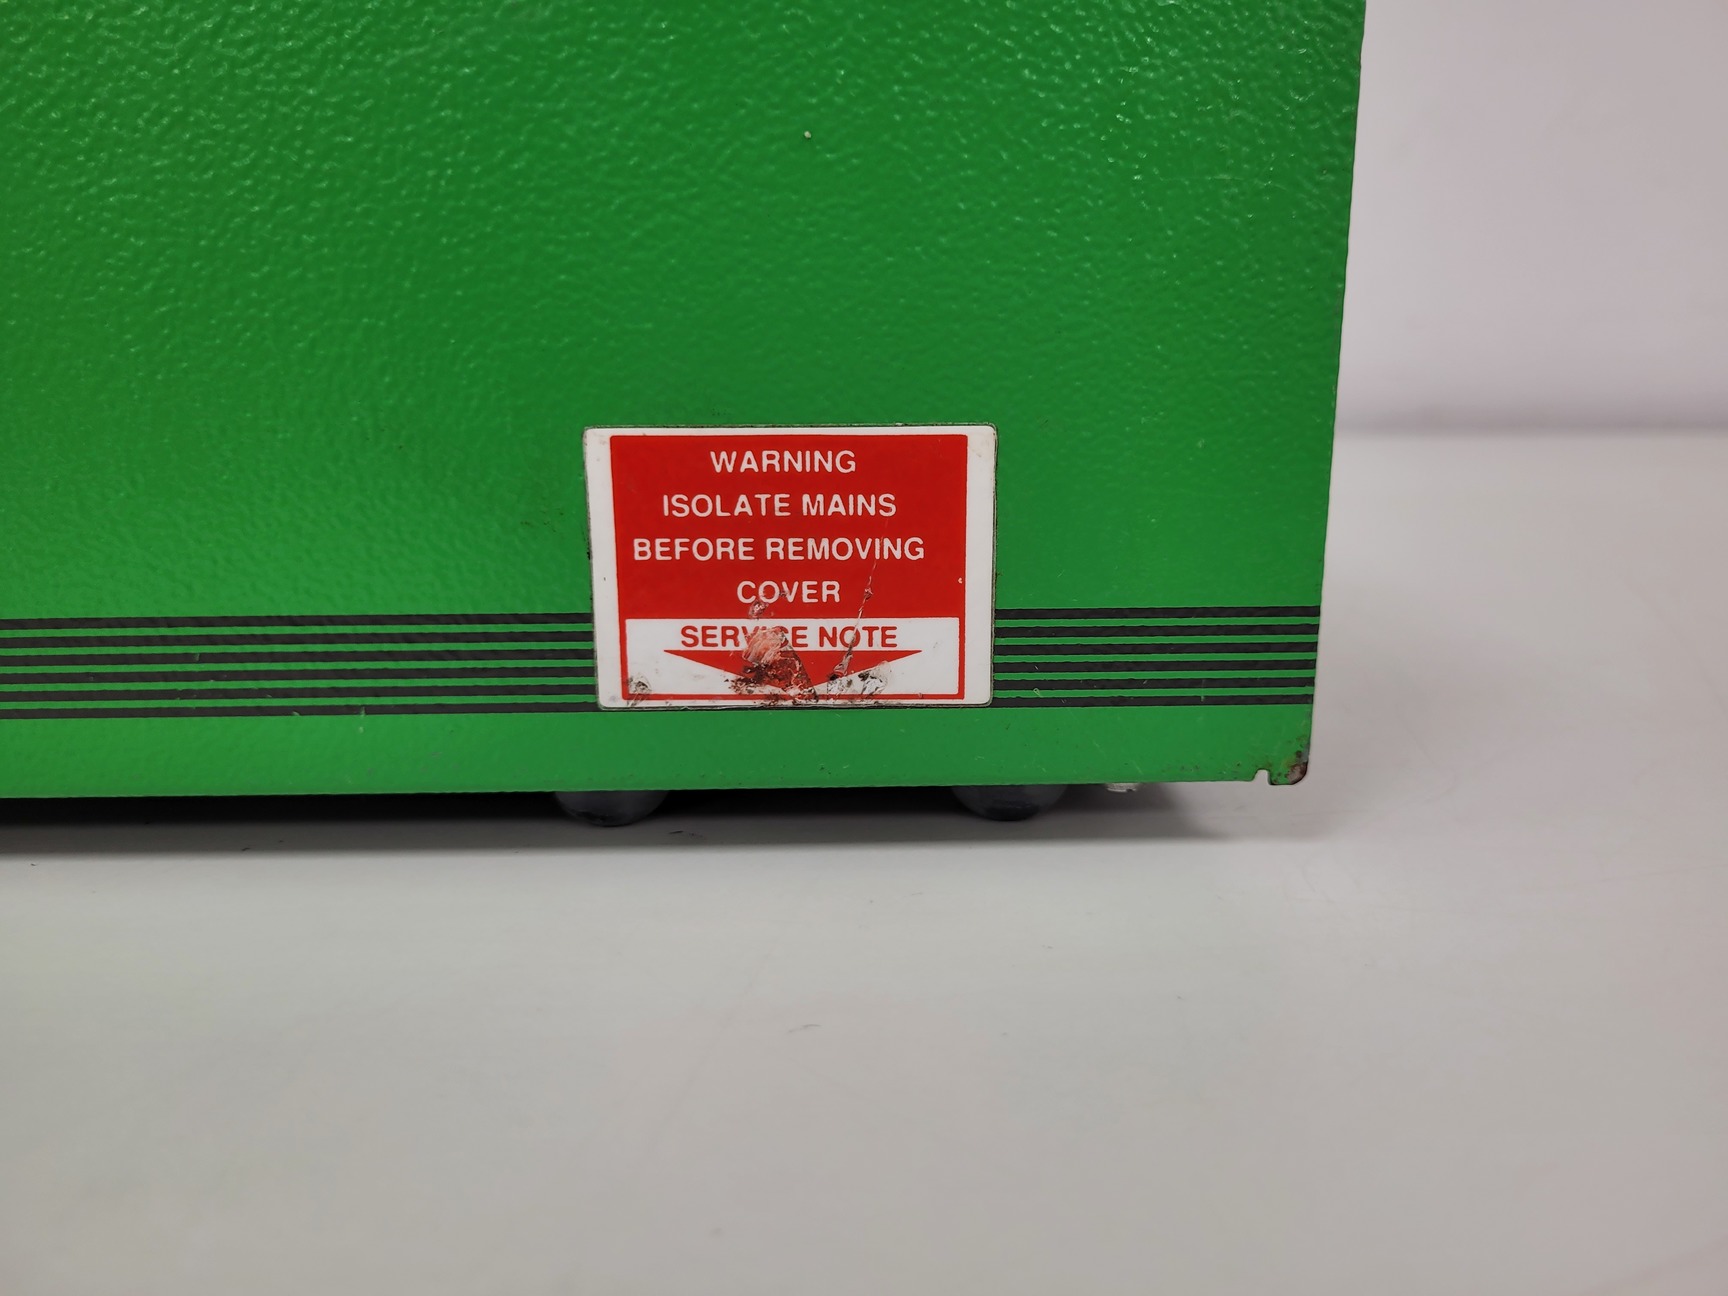 WARNING
ISOLATE MAINS
BEFORE REMOVING
COVER
SERVICE NOTE